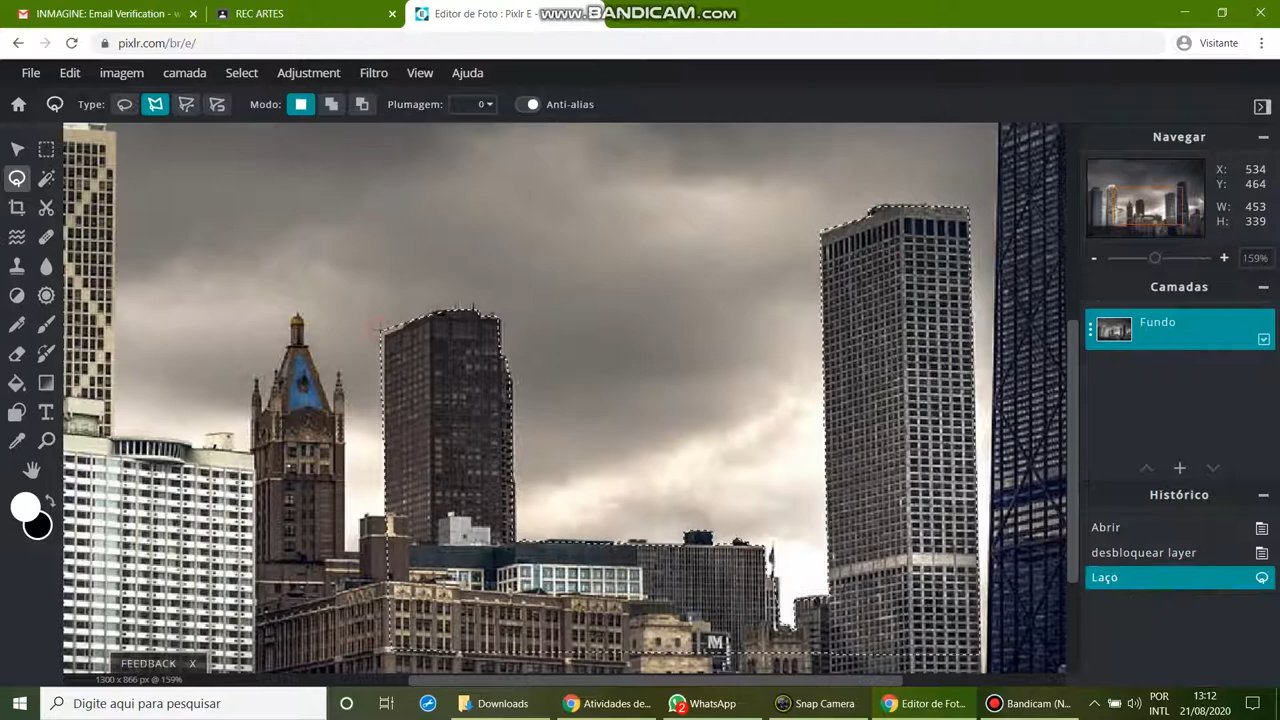 INMAGINE: Email Verification - v
REC ARTES
Editor de Foto : Pixlr E -
www.BANDICAM.com
pixlr.com/br/e/
Visitante
File Edit imagem camada Select Adjustment Filtro View Ajuda
Type: Modo: Plumagem: 0 Anti-alias
Navegar
X: 534
Y: 464
W: 453
H: 339
- + 159%
Camadas
Fundo
Histórico
Abrir
desbloquear layer
Laço
M
FEEDBACK X
1300 x 866 px @ 159%
Digite aqui para pesquisar
Downloads
Atividades de...
2
WhatsApp
Snap Camera
Editor de Fot...
Bandicam (N...
POR
INTL
13:12
21/08/2020